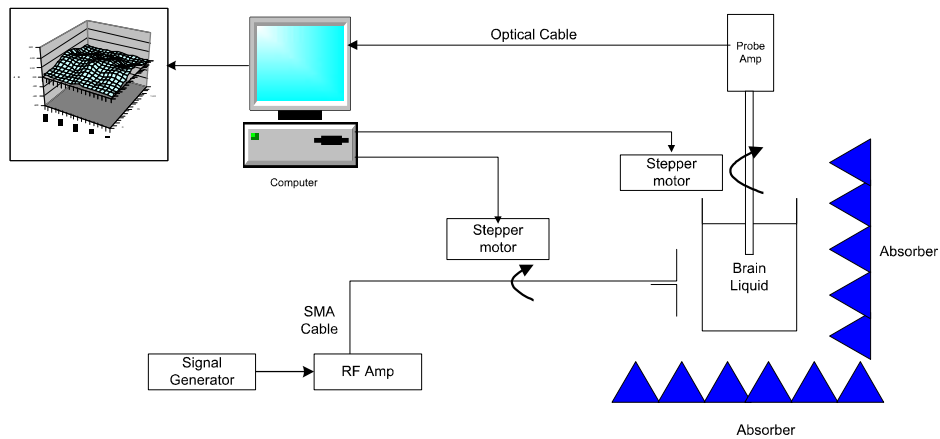 Optical Cable
Probe
Amp
Computer
Stepper
motor
Stepper
motor
Brain
Liquid
Absorber
SMA
Cable
Signal
Generator
RF Amp
Absorber